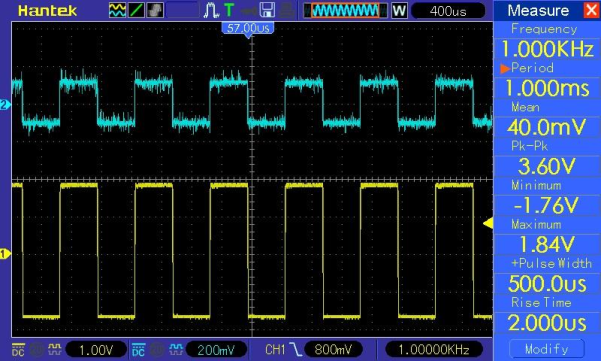 Hantek T W 400us Measure X
57.00us
Frequency
1.000KHz
Period
1.000ms
Mean
40.0mV
Pk-Pk
3.60V
Minimum
-1.76V
Maximum
1.84V
+Pulse Width
500.0us
Rise Time
2.000us
2
1
DC 1.00V DC 200mV CH1 800mV 1.00000KHz Modify